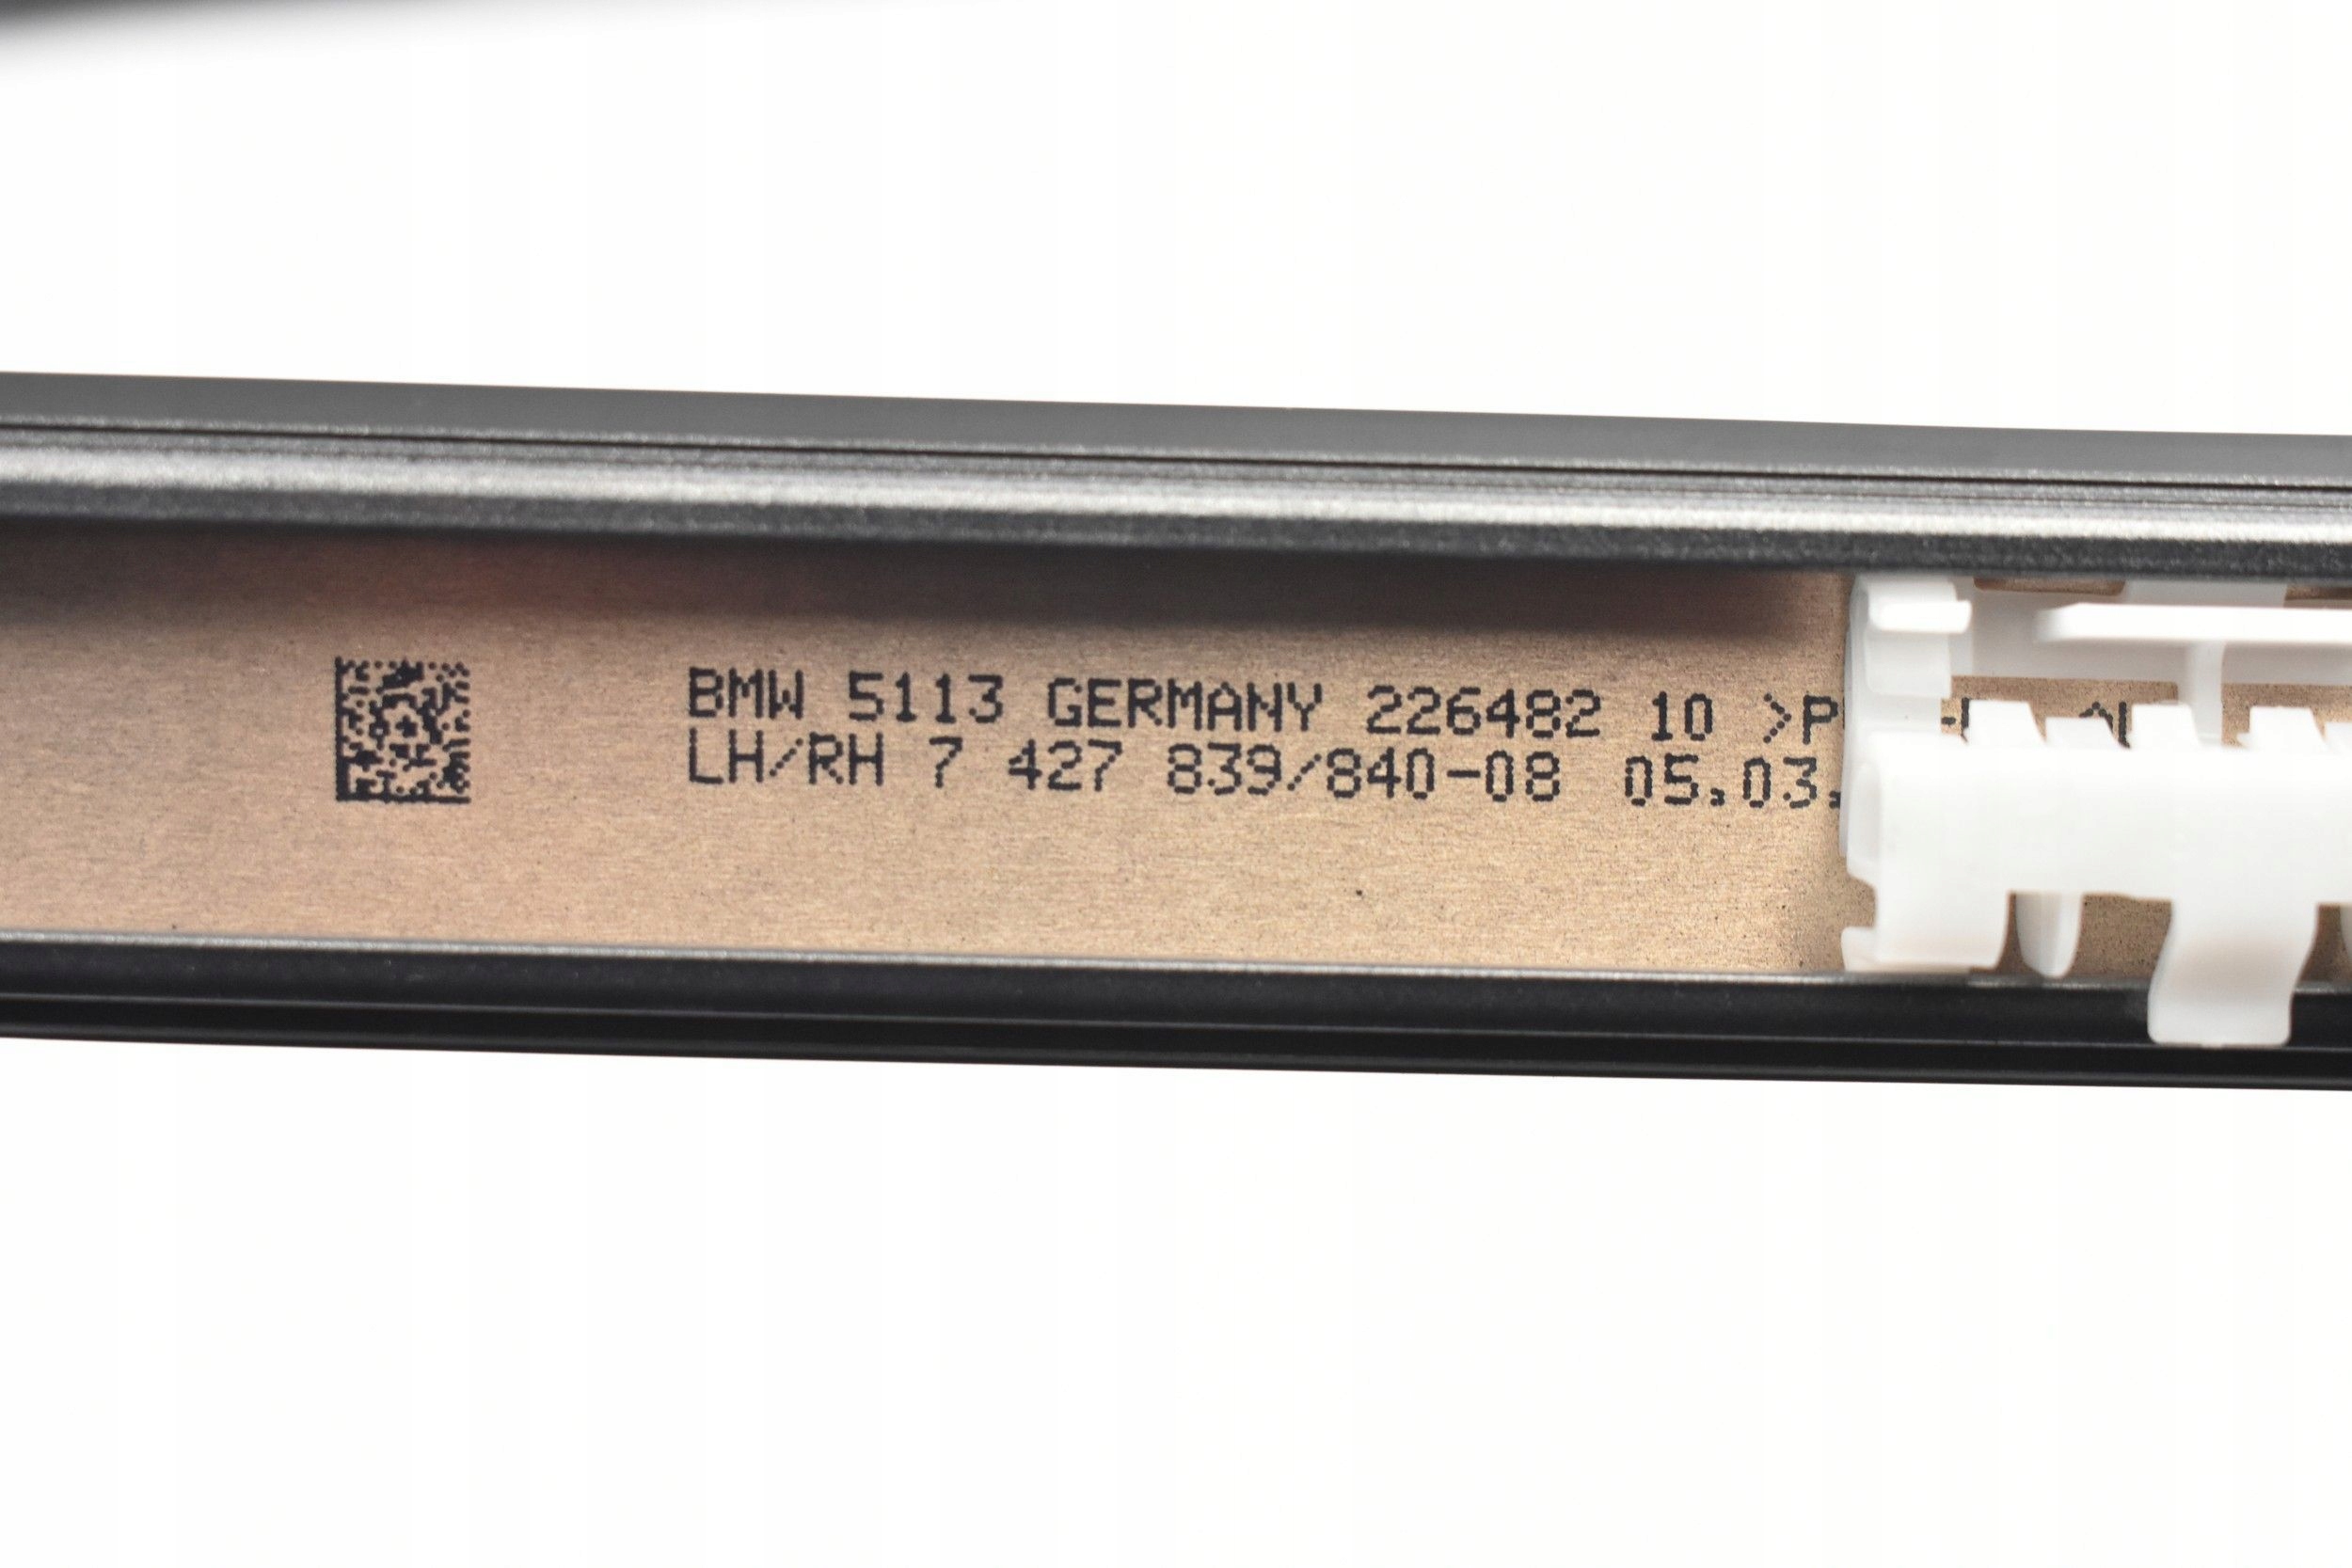 BMW 5113 GERMANY 226482 10
LH/RH 7 427 839/840-08 05.03.